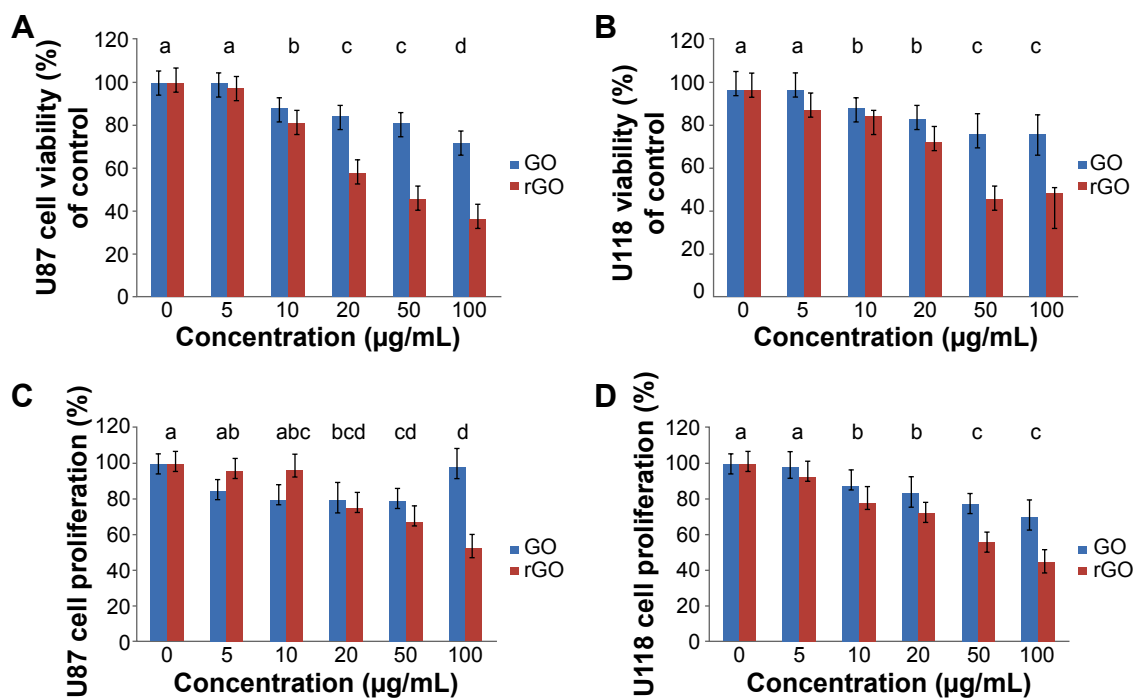 A
U87 cell viability (%)
of control
120
100
80
60
40
20
0
a a b c c d
0 5 10 20 50 100
Concentration (µg/mL)
GO
rGO
B
U118 viability (%)
of control
120
100
80
60
40
20
0
a a b b c c
0 5 10 20 50 100
Concentration (µg/mL)
GO
rGO
C
U87 cell proliferation (%)
120
100
80
60
40
20
0
a ab abc bcd cd d
0 5 10 20 50 100
Concentration (µg/mL)
GO
rGO
D
U118 cell proliferation (%)
120
100
80
60
40
20
0
a a b b c c
0 5 10 20 50 100
Concentration (µg/mL)
GO
rGO